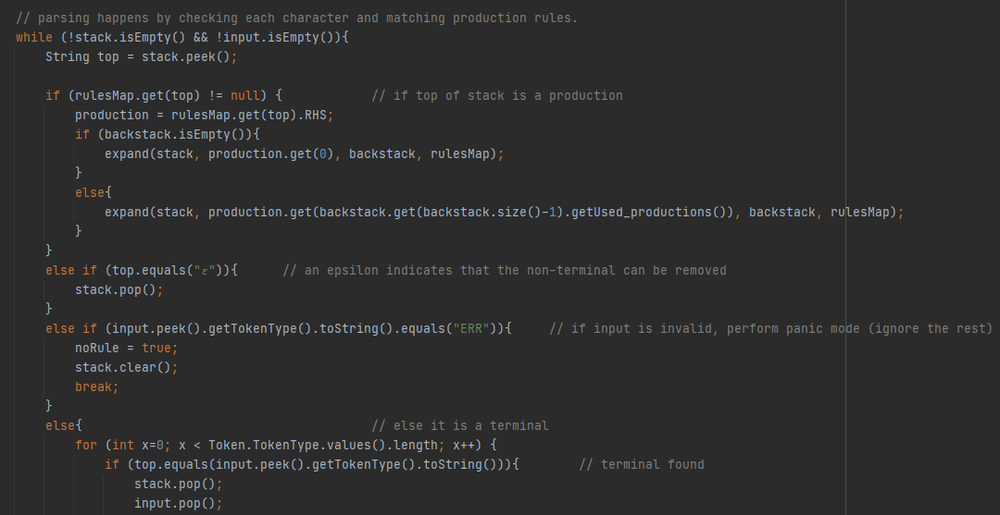 // parsing happens by checking each character and matching production rules.
while (!stack.isEmpty() && !input.isEmpty()){
    String top = stack.peek();

    if (rulesMap.get(top) != null) {            // if top of stack is a production
        production = rulesMap.get(top).RHS;
        if (backstack.isEmpty()){
            expand(stack, production.get(0), backstack, rulesMap);
        }
        else{
            expand(stack, production.get(backstack.get(backstack.size()-1).getUsed_productions()), backstack, rulesMap);
        }
    }
    else if (top.equals("ε")){      // an epsilon indicates that the non-terminal can be removed
        stack.pop();
    }
    else if (input.peek().getTokenType().toString().equals("ERR")){     // if input is invalid, perform panic mode (ignore the rest)
        noRule = true;
        stack.clear();
        break;
    }
    else{                                       // else it is a terminal
        for (int x=0; x < Token.TokenType.values().length; x++) {
            if (top.equals(input.peek().getTokenType().toString())){        // terminal found
                stack.pop();
                input.pop();